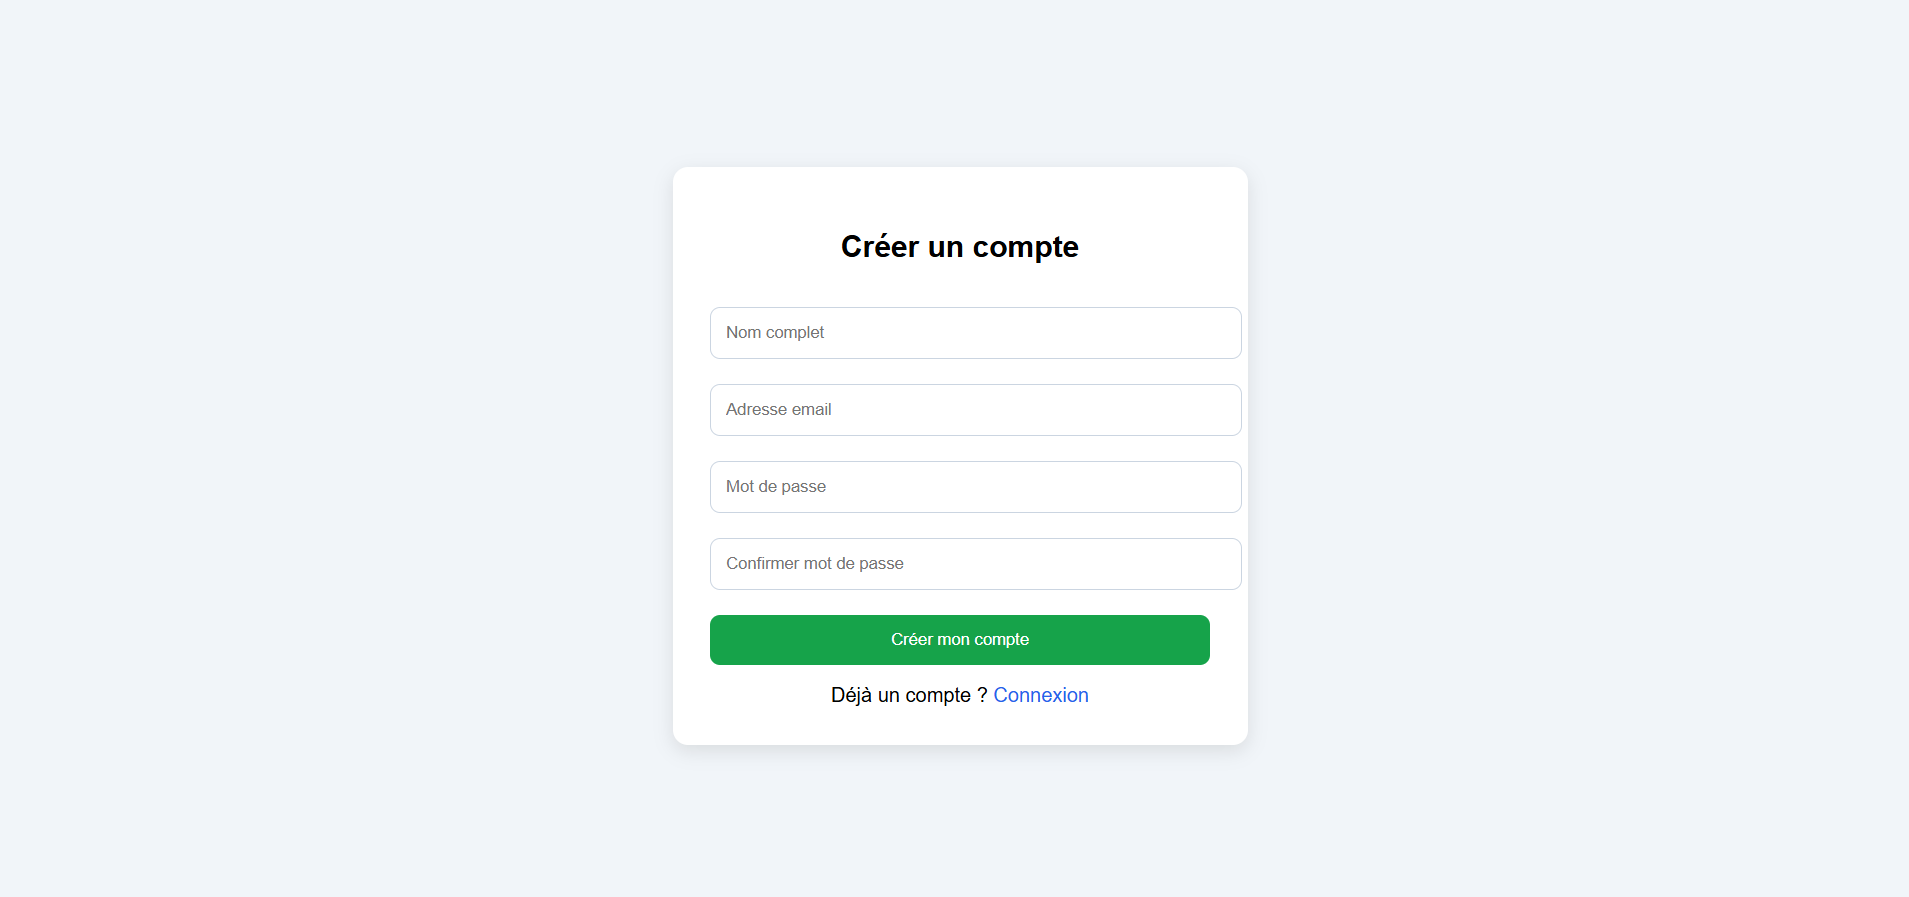 Créer un compte
Nom complet
Adresse email
Mot de passe
Confirmer mot de passe
Créer mon compte
Déjà un compte ? Connexion